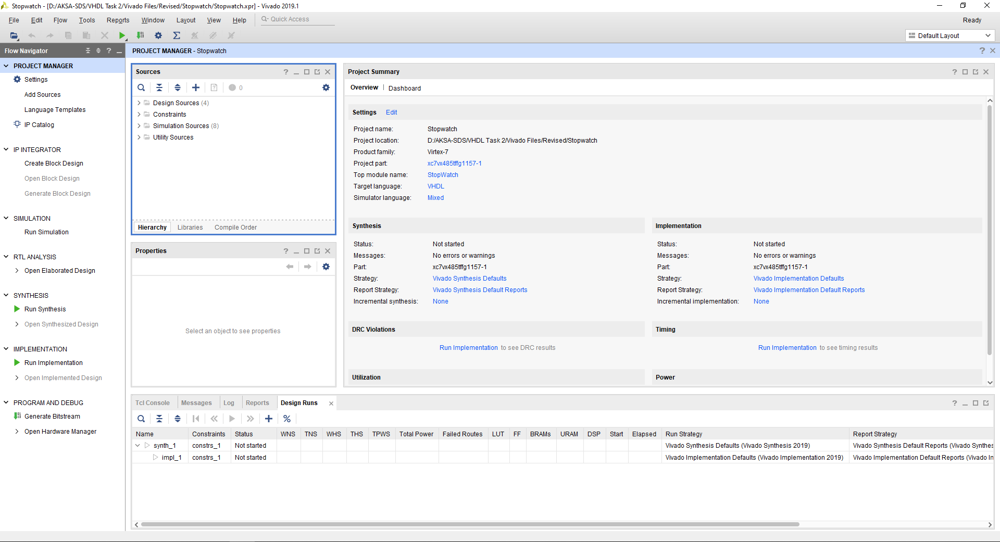 Stopwatch - [D:/AKSA-SDS/VHDL Task 2/Vivado Files/Revised/Stopwatch/Stopwatch.xpr] - Vivado 2019.1
File Edit Flow Tools Reports Window Layout View Help Quick Access Ready
Default Layout
Flow Navigator
PROJECT MANAGER - Stopwatch
PROJECT MANAGER
Settings
Add Sources
Language Templates
IP Catalog
IP INTEGRATOR
Create Block Design
Open Block Design
Generate Block Design
SIMULATION
Run Simulation
RTL ANALYSIS
Open Elaborated Design
SYNTHESIS
Run Synthesis
Open Synthesized Design
IMPLEMENTATION
Run Implementation
Open Implemented Design
PROGRAM AND DEBUG
Generate Bitstream
Open Hardware Manager
Sources
0
Design Sources (4)
Constraints
Simulation Sources (8)
Utility Sources
Hierarchy Libraries Compile Order
Properties
Select an object to see properties
Project Summary
Overview | Dashboard
Settings Edit
Project name: Stopwatch
Project location: D:/AKSA-SDS/VHDL Task 2/Vivado Files/Revised/Stopwatch
Product family: Virtex-7
Project part: xc7vx485tffg1157-1
Top module name: StopWatch
Target language: VHDL
Simulator language: Mixed
Synthesis
Status: Not started
Messages: No errors or warnings
Part: xc7vx485tffg1157-1
Strategy: Vivado Synthesis Defaults
Report Strategy: Vivado Synthesis Default Reports
Incremental synthesis: None
Implementation
Status: Not started
Messages: No errors or warnings
Part: xc7vx485tffg1157-1
Strategy: Vivado Implementation Defaults
Report Strategy: Vivado Implementation Default Reports
Incremental implementation: None
DRC Violations
Run Implementation to see DRC results
Timing
Run Implementation to see timing results
Utilization
Power
Tcl Console Messages Log Reports Design Runs
Name Constraints Status WNS TNS WHS THS TPWS Total Power Failed Routes LUT FF BRAMs URAM DSP Start Elapsed Run Strategy Report Strategy
synth_1 constrs_1 Not started Vivado Synthesis Defaults (Vivado Synthesis 2019) Vivado Synthesis Default Reports (Vivado Synthes
impl_1 constrs_1 Not started Vivado Implementation Defaults (Vivado Implementation 2019) Vivado Implementation Default Reports (Vivado In